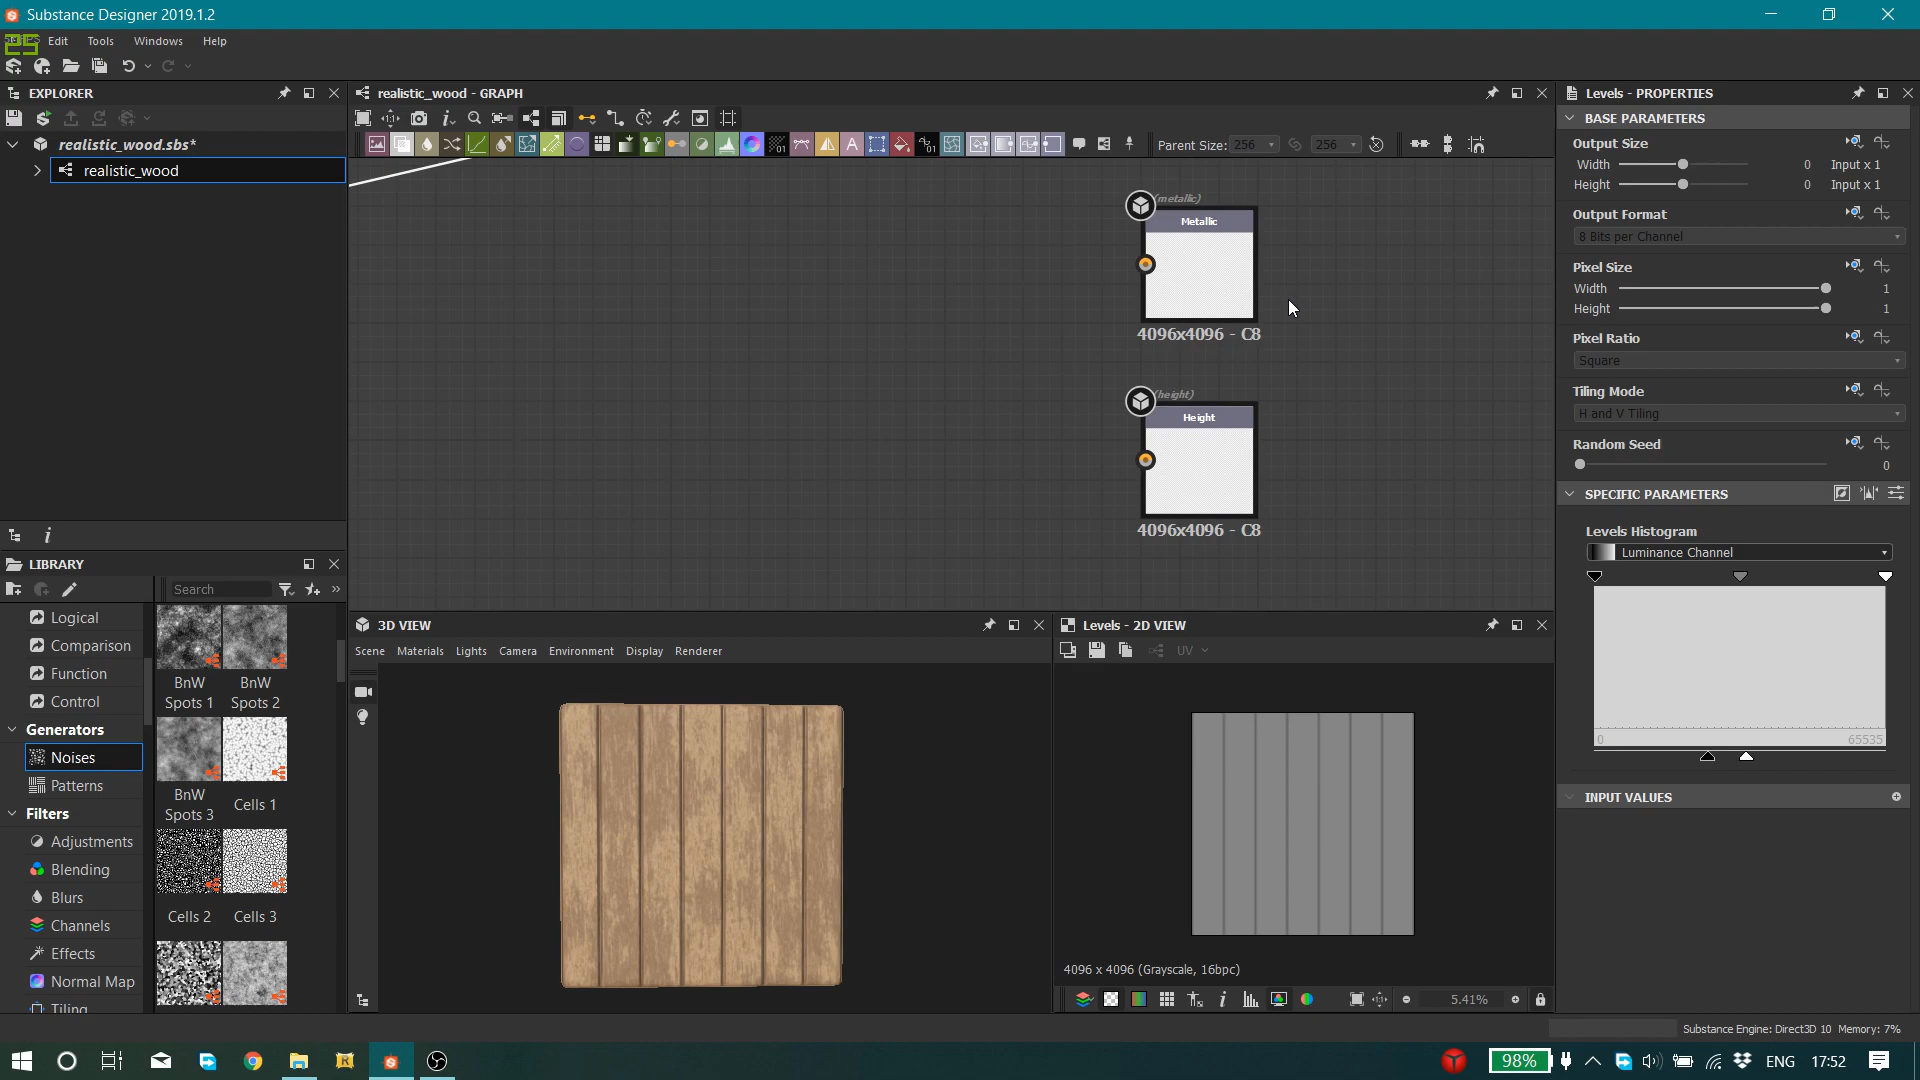 Substance Designer 2019.1.2
25
Edit
Tools
Windows
Help
EXPLORER
realistic_wood.sbs*
realistic_wood
realistic_wood - GRAPH
Parent Size: 256
256
(metallic)
Metallic
4096x4096 - C8
(height)
Height
4096x4096 - C8
LIBRARY
Search
Logical
Comparison
Function
Control
Generators
Noises
Patterns
Filters
Adjustments
Blending
Blurs
Channels
Effects
Normal Map
Tiling
BnW Spots 1
BnW Spots 2
BnW Spots 3
Cells 1
Cells 2
Cells 3
3D VIEW
Scene
Materials
Lights
Camera
Environment
Display
Renderer
Levels - 2D VIEW
UV
4096 x 4096 (Grayscale, 16bpc)
5.41%
Levels - PROPERTIES
BASE PARAMETERS
Output Size
Width 0 Input x 1
Height 0 Input x 1
Output Format
8 Bits per Channel
Pixel Size
Width 1
Height 1
Pixel Ratio
Square
Tiling Mode
H and V Tiling
Random Seed
0
SPECIFIC PARAMETERS
Levels Histogram
Luminance Channel
0 65535
INPUT VALUES
Substance Engine: Direct3D 10 Memory: 7%
98%
ENG
17:52